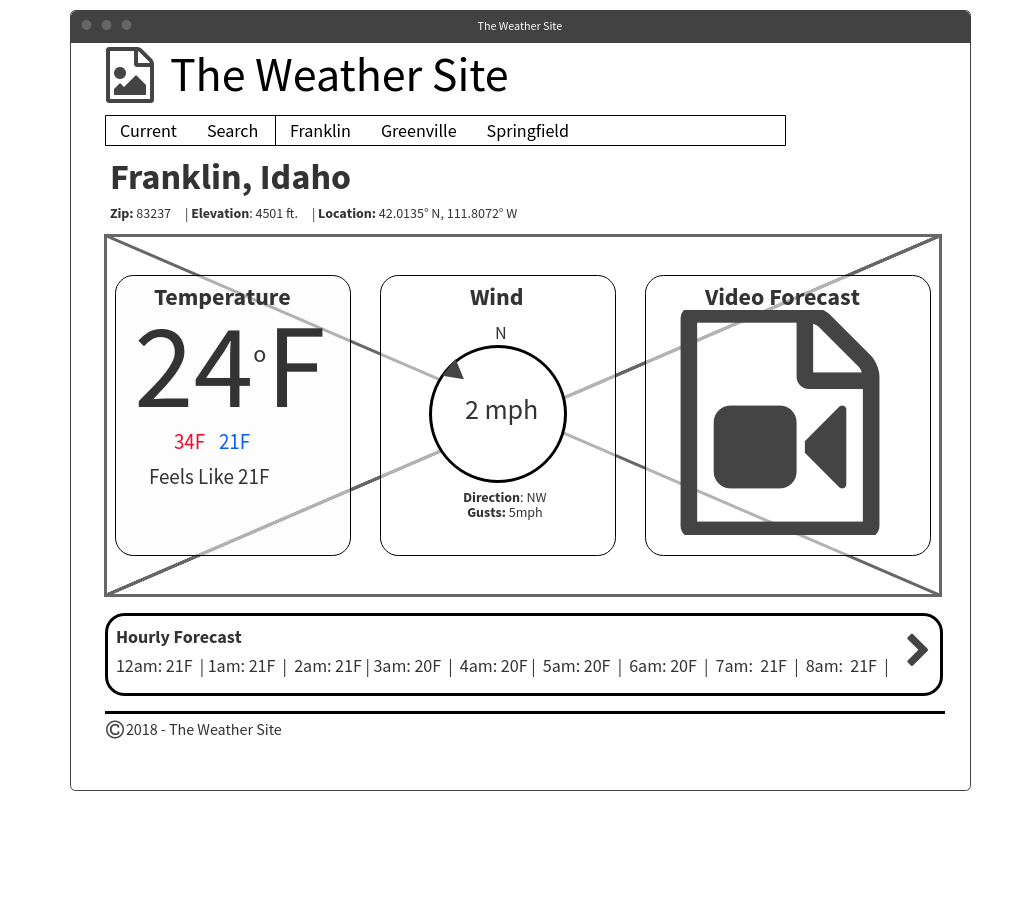 The Weather Site
The Weather Site
Current Search Franklin Greenville Springfield
Franklin, Idaho
Zip: 83237 | Elevation: 4501 ft. | Location: 42.0135° N, 111.8072° W
Temperature
24°F
34F 21F
Feels Like 21F
Wind
N
2 mph
Direction: NW
Gusts: 5mph
Video Forecast
Hourly Forecast
12am: 21F | 1am: 21F | 2am: 21F | 3am: 20F | 4am: 20F | 5am: 20F | 6am: 20F | 7am: 21F | 8am: 21F |
©2018 - The Weather Site